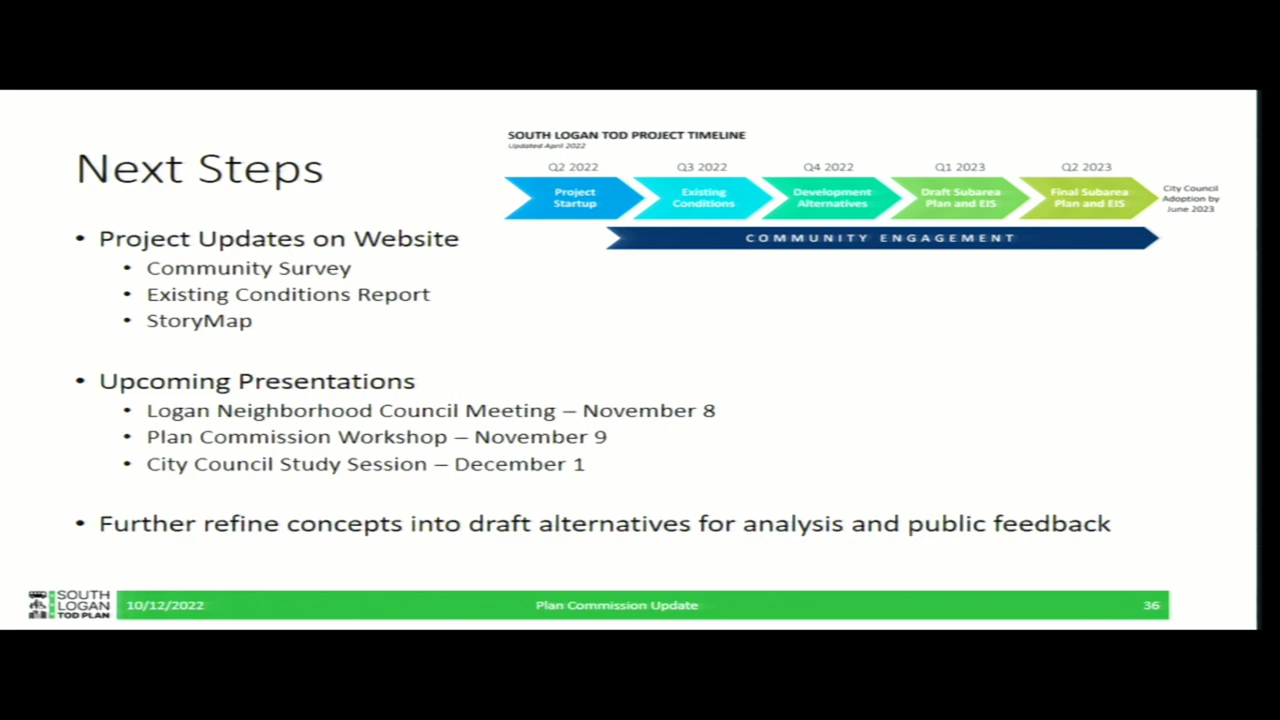 Next Steps
SOUTH LOGAN TOD PROJECT TIMELINE
Updated April 2022
Q2 2022
Q3 2022
Q4 2022
Q1 2023
Q2 2023
Project
Startup
Existing
Conditions
Development
Alternatives
Draft Subarea
Plan and EIS
Final Subarea
Plan and EIS
City Council
Adoption by
June 2023
COMMUNITY ENGAGEMENT
• Project Updates on Website
• Community Survey
• Existing Conditions Report
• StoryMap
• Upcoming Presentations
• Logan Neighborhood Council Meeting – November 8
• Plan Commission Workshop – November 9
• City Council Study Session – December 1
• Further refine concepts into draft alternatives for analysis and public feedback
SOUTH
LOGAN
TOD PLAN
10/12/2022
Plan Commission Update
36